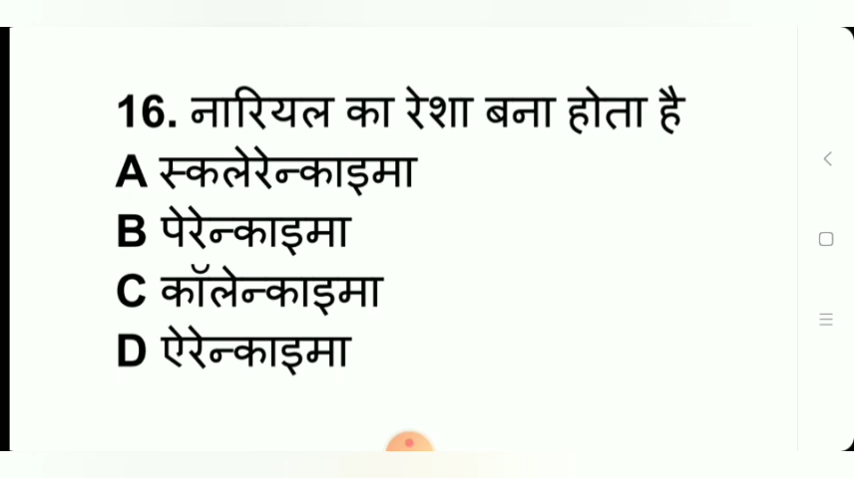 16. नारियल का रेशा बना होता है
A स्कलेरेन्काइमा
B पेरेन्काइमा
C कॉलेन्काइमा
D ऐरेन्काइमा